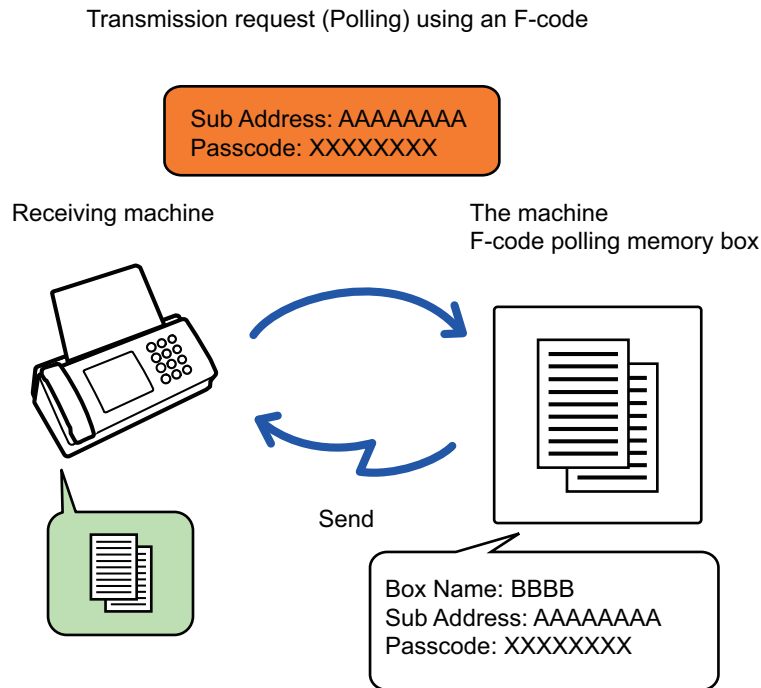 Transmission request (Polling) using an F-code
Sub Address: AAAAAAAA
Passcode: XXXXXXXX
Receiving machine
The machine
F-code polling memory box
Send
Box Name: BBBB
Sub Address: AAAAAAAA
Passcode: XXXXXXXX